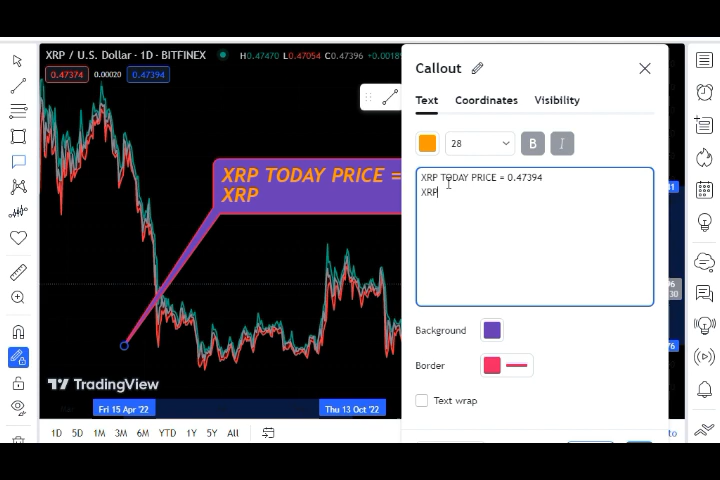 XRP / U.S. Dollar · 1D · BITFINEX
H0.47470 L0.47054 C0.47396
0.47374 0.00020 0.47394
XRP TODAY PRICE =
XRP
TradingView
Fri 15 Apr '22
Thu 13 Oct '22
1D 5D 1M 3M 6M YTD 1Y 5Y All
Callout
Text Coordinates Visibility
28 B I
XRP TODAY PRICE = 0.47394
XRP
Background
Border
Text wrap